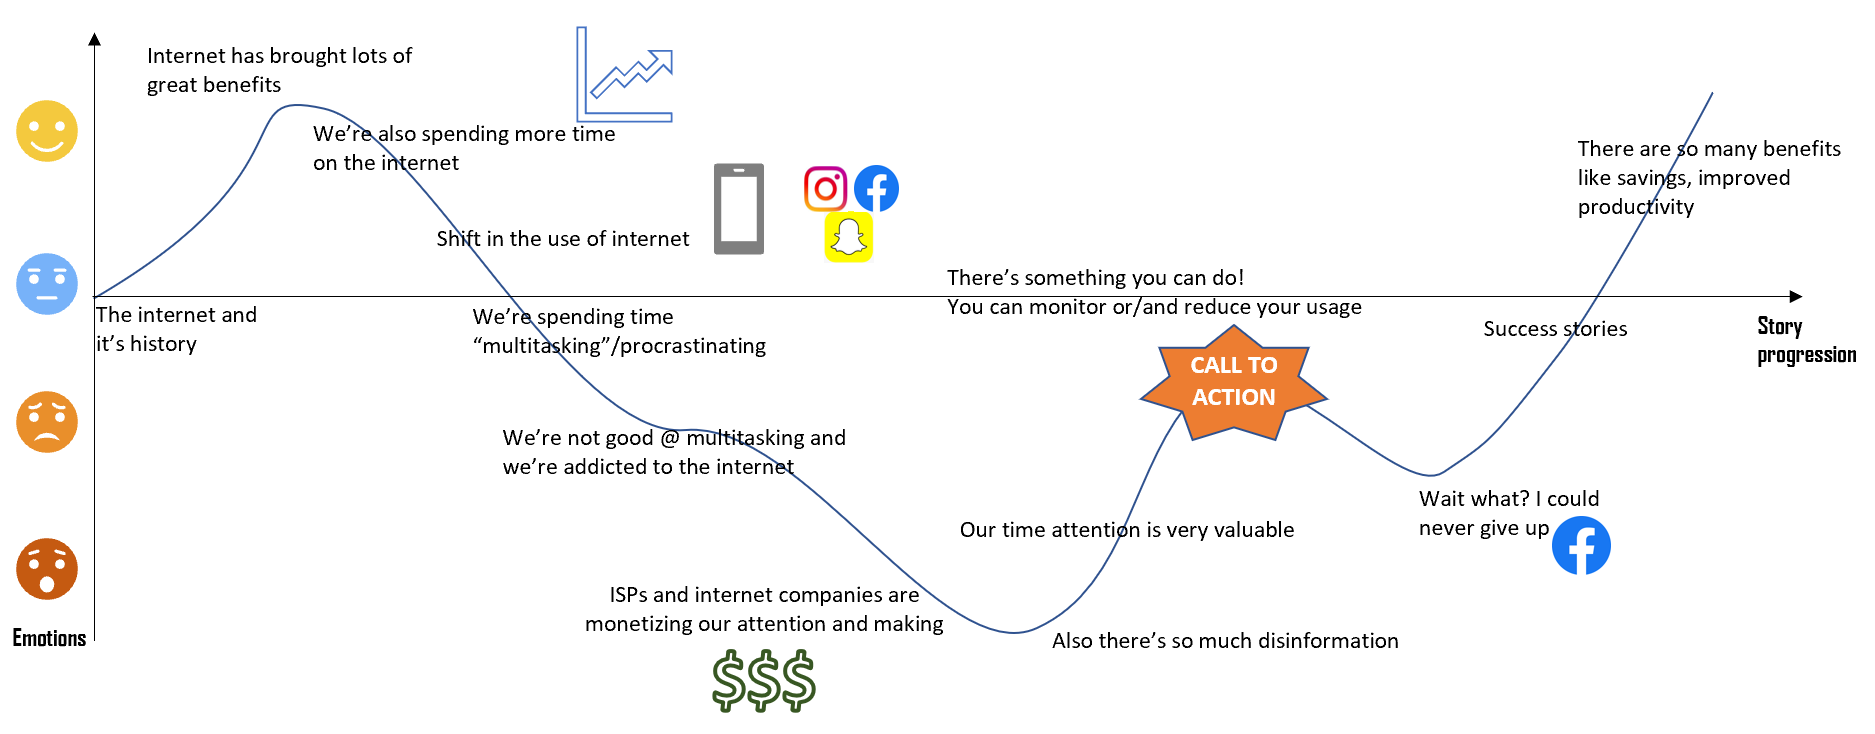 Internet has brought lots of
great benefits
We're also spending more time
on the internet
Shift in the use of internet
The internet and
it's history
We're spending time
“multitasking”/procrastinating
We're not good @ multitasking and
we're addicted to the internet
ISPs and internet companies are
monetizing our attention and making
$$$
Also there's so much disinformation
Our time attention is very valuable
There's something you can do!
You can monitor or/and reduce your usage
CALL TO
ACTION
Wait what? I could
never give up
Success stories
There are so many benefits
like savings, improved
productivity
Story
progression
Emotions